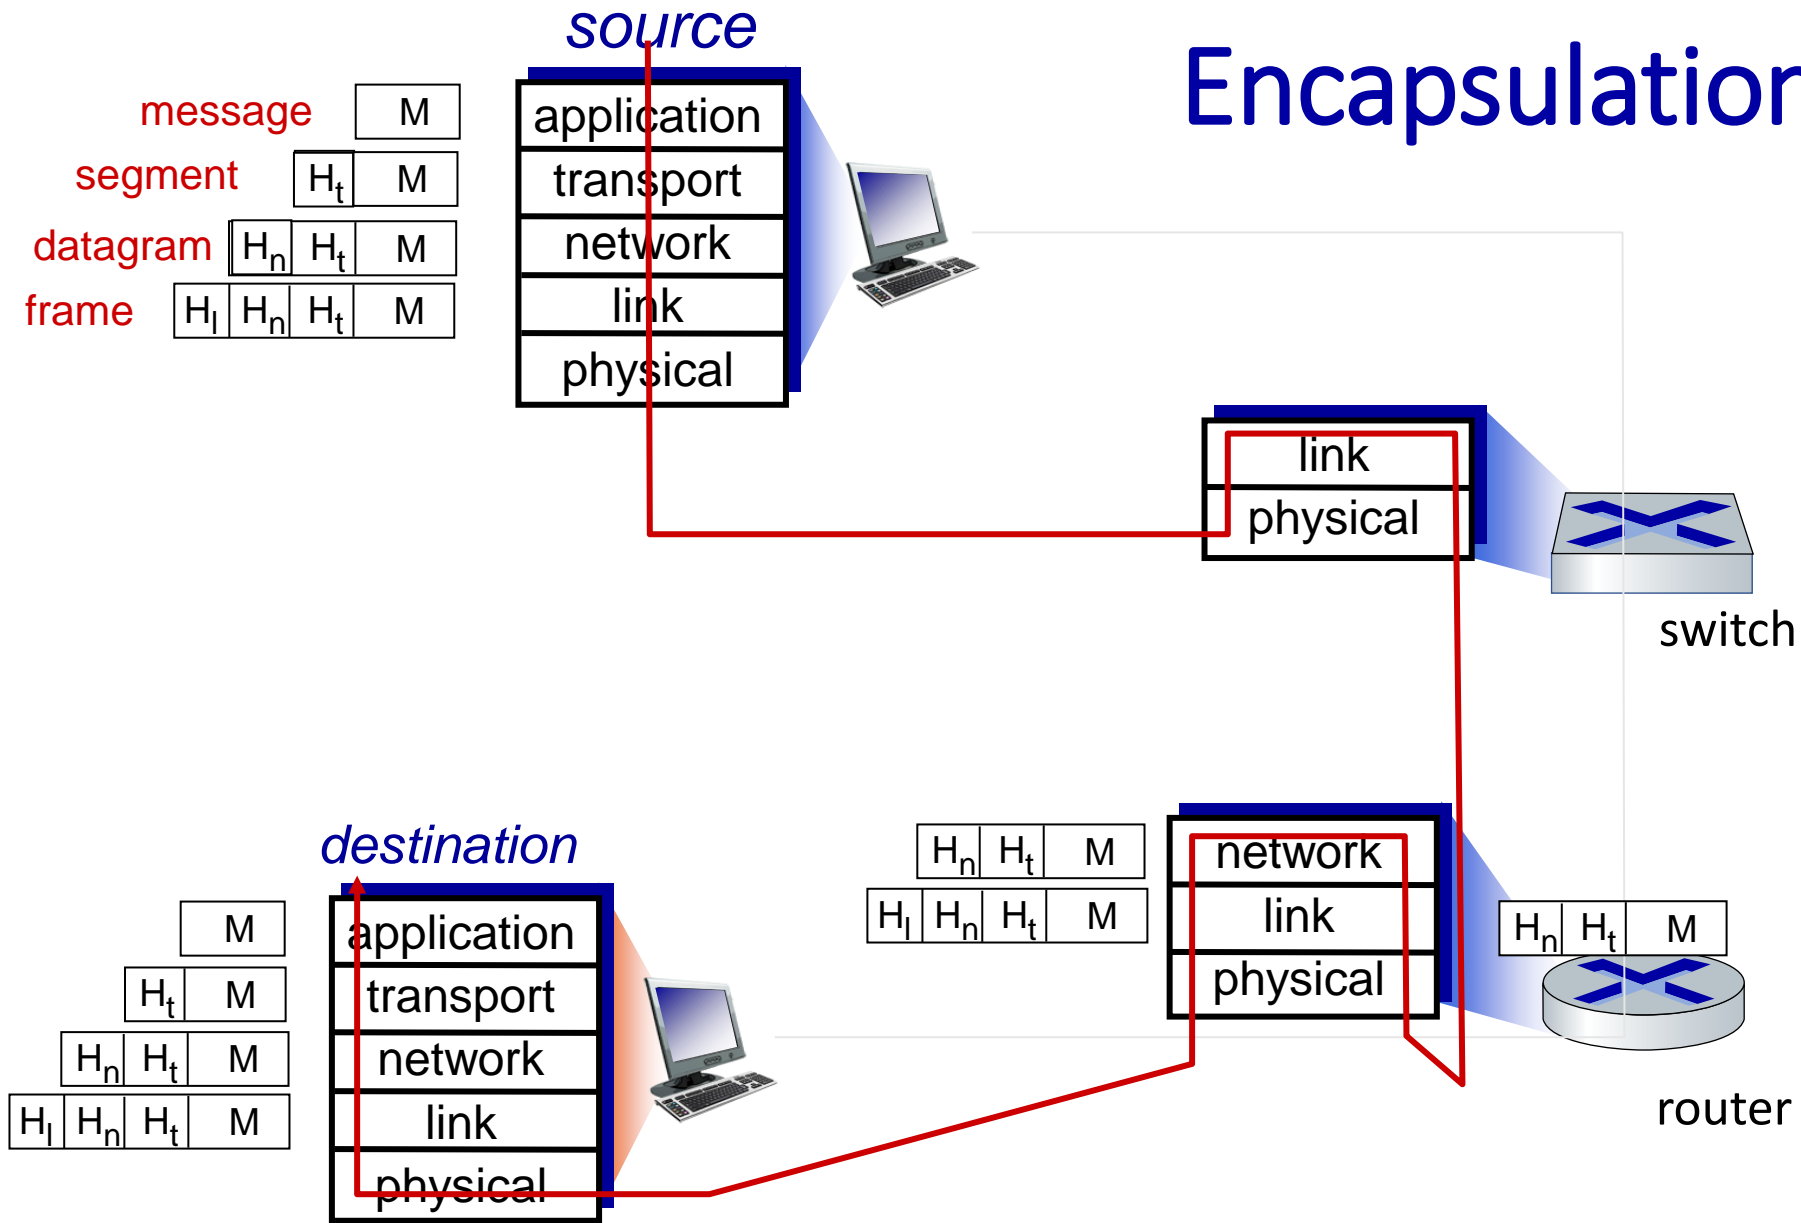 source
Encapsulation
message M
segment Ht M
datagram Hn Ht M
frame Hl Hn Ht M
application
transport
network
link
physical
link
physical
switch
destination
M
Ht M
Hn Ht M
Hl Hn Ht M
application
transport
network
link
physical
Hn Ht M
Hl Hn Ht M
network
link
physical
Hn Ht M
router